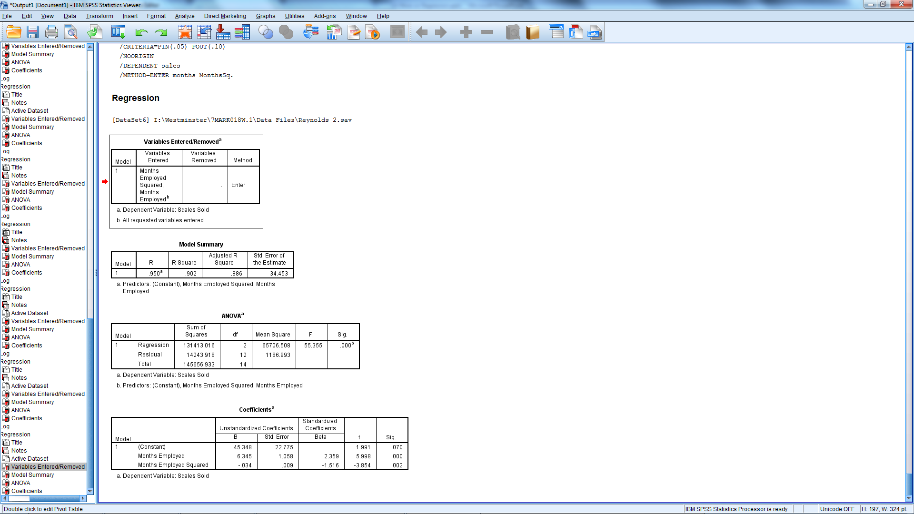 *Output1 [Document1] - IBM SPSS Statistics Viewer
File Edit View Data Transform Insert Format Analyze Direct Marketing Graphs Utilities Add-ons Window Help
Variables Entered/Removed
Model Summary
ANOVA
Coefficients
Log
Regression
Title
Notes
Active Dataset
Variables Entered/Removed
Model Summary
ANOVA
Coefficients
Log
Regression
Title
Notes
Variables Entered/Removed
Model Summary
ANOVA
Coefficients
Log
Regression
Title
Notes
Variables Entered/Removed
Model Summary
ANOVA
Coefficients
Log
Regression
Title
Notes
Active Dataset
Variables Entered/Removed
Model Summary
ANOVA
Coefficients
Log
Regression
Title
Notes
Active Dataset
Variables Entered/Removed
Model Summary
ANOVA
Coefficients
Log
Regression
Title
Notes
Active Dataset
Variables Entered/Removed
Model Summary
ANOVA
Coefficients
/CRITERIA=PIN(.05) POUT(.10)
/NOORIGIN
/DEPENDENT sales
/METHOD=ENTER months MonthsSq.
Regression
[DataSet6] I:\Westminster\7MARK018W.1\Data Files\Reynolds 2.sav
Variables Entered/Removed a
Model Variables Entered Variables Removed Method
1 Months Employed Squared, Months Employed b . Enter
a. Dependent Variable: Scales Sold
b. All requested variables entered.
Model Summary
Model R R Square Adjusted R Square Std. Error of the Estimate
1 .950a .902 .886 34.453
a. Predictors: (Constant), Months Employed Squared, Months
Employed
ANOVA a
Model Sum of Squares df Mean Square F Sig.
1 Regression 131413.016 2 65706.508 55.355 .000b
Residual 14243.916 12 1186.993
Total 145656.933 14
a. Dependent Variable: Scales Sold
b. Predictors: (Constant), Months Employed Squared, Months Employed
Coefficients a
Unstandardized Coefficients Standardized Coefficients
Model B Std. Error Beta t Sig.
1 (Constant) 45.348 22.775 1.991 .070
Months Employed 6.345 1.058 2.359 5.998 .000
Months Employed Squared -.034 .009 -1.516 -3.854 .002
a. Dependent Variable: Scales Sold
Double click to edit Pivot Table
IBM SPSS Statistics Processor is ready
Unicode:OFF
H: 197, W: 324 pt.